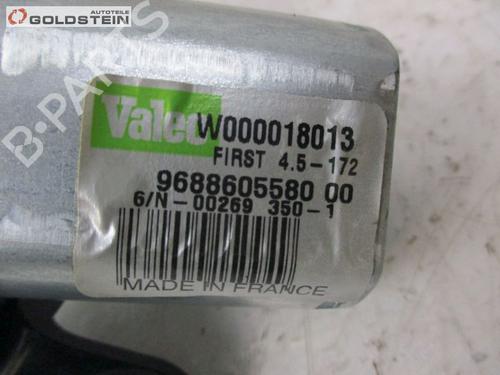 AUTOTEILE
GOLDSTEIN
B-PARTS
Valeo W000018013
FIRST 4.5-172
9688605580 00
6/N-00269 350-1
MADE IN FRANCE